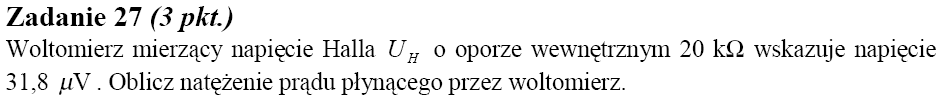 Zadanie 27 (3 pkt.)
Woltomierz mierzący napięcie Halla U_H o oporze wewnętrznym 20 kΩ wskazuje napięcie
31,8 μV . Oblicz natężenie prądu płynącego przez woltomierz.